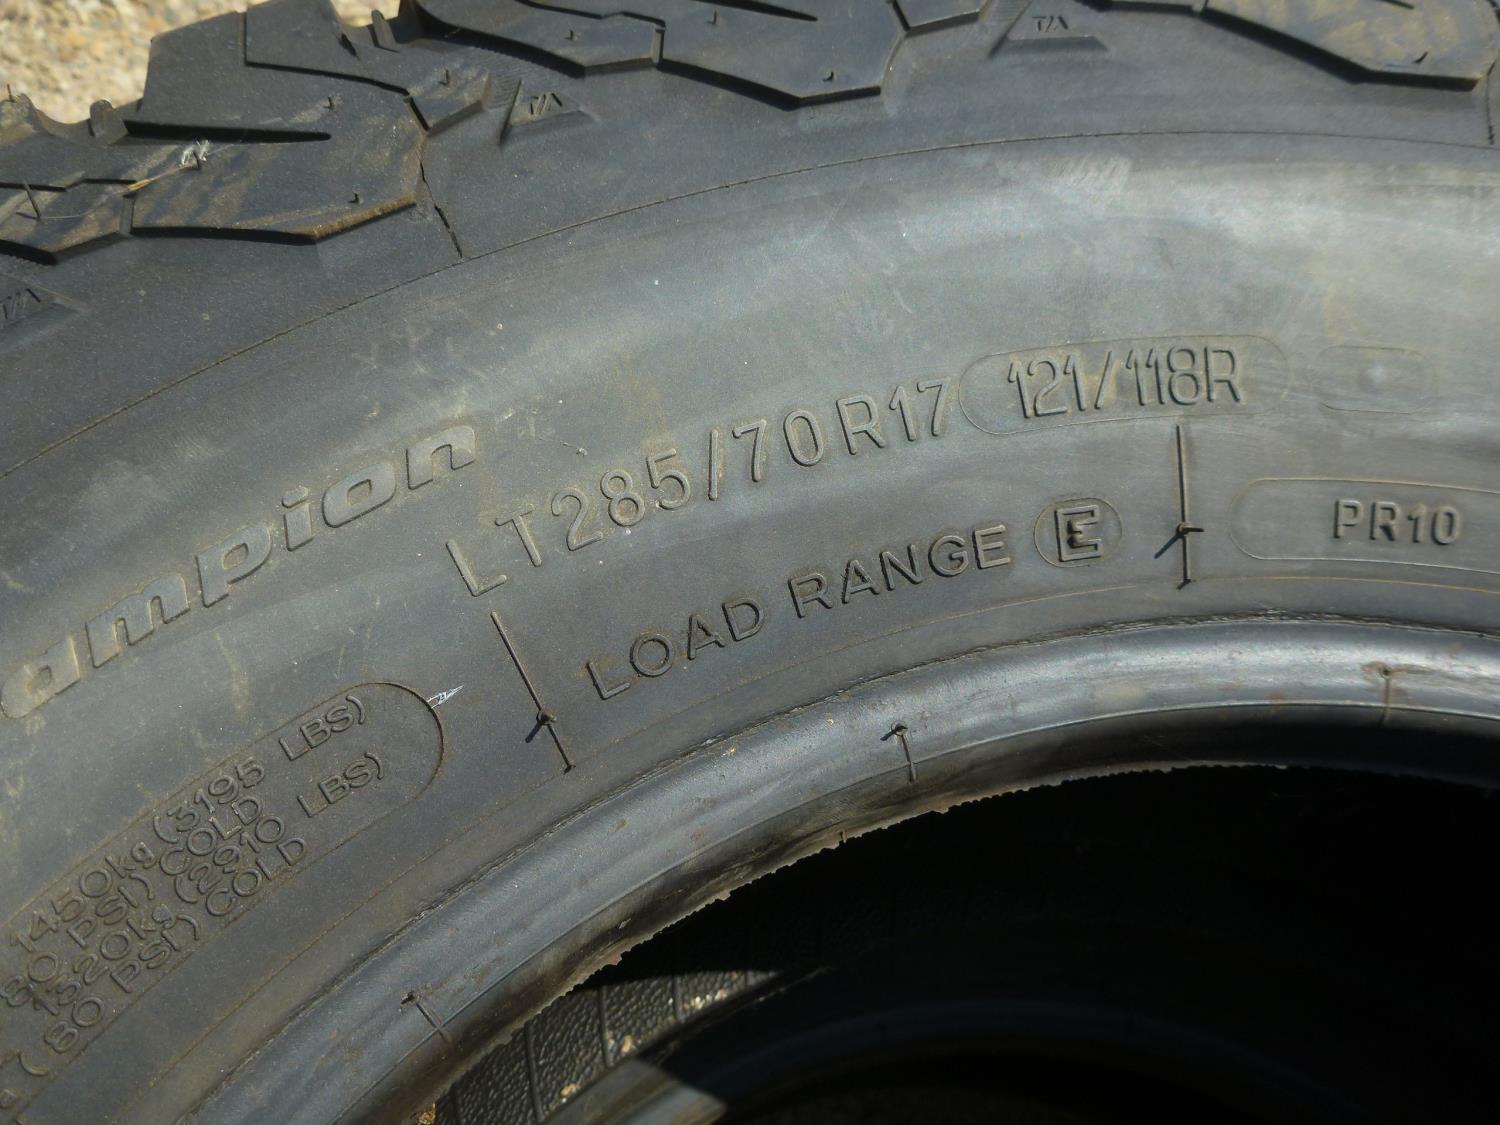 T/A
T/A
T/A
ampion
LT285/70R17 121/118R
LOAD RANGE E
PR10
1450kg (3195 LBS)
80 PSI) COLD
1320kg (2910 LBS)
(80 PSI) COLD